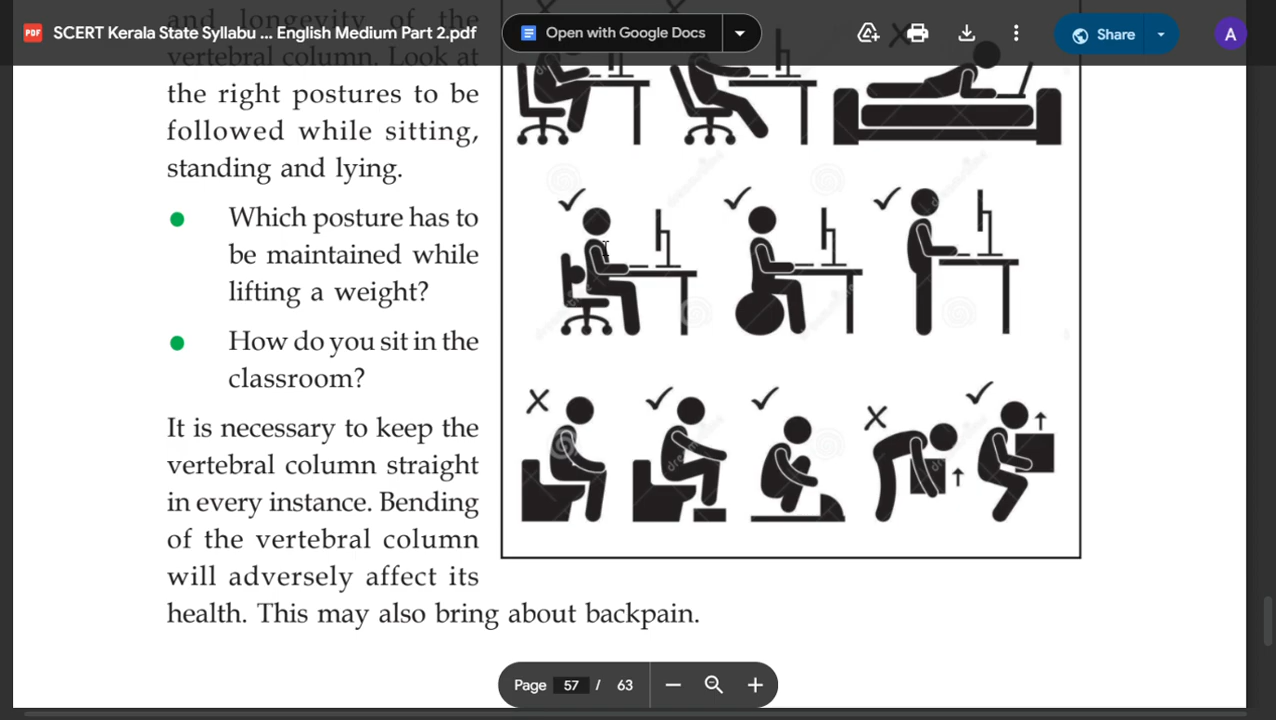 SCERT Kerala State Syllabu ... English Medium Part 2.pdf
Open with Google Docs
Share
A
and longevity of the
vertebral column. Look at
the right postures to be
followed while sitting,
standing and lying.
● Which posture has to
be maintained while
lifting a weight?
● How do you sit in the
classroom?
It is necessary to keep the
vertebral column straight
in every instance. Bending
of the vertebral column
will adversely affect its
health. This may also bring about backpain.
Page 57 / 63